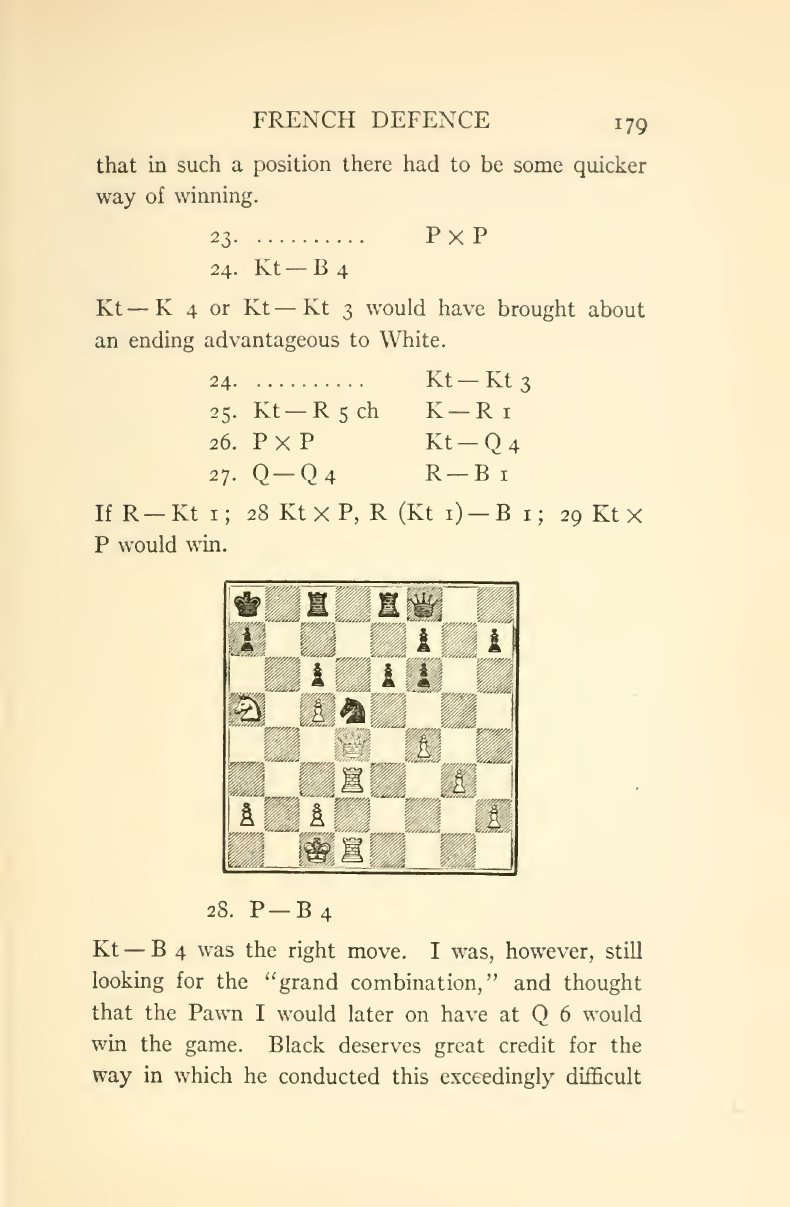 FRENCH DEFENCE 179
that in such a position there had to be some quicker
way of winning.
23. .......... P × P
24. Kt — B 4
Kt — K 4 or Kt — Kt 3 would have brought about
an ending advantageous to White.
24. .......... Kt — Kt 3
25. Kt — R 5 ch K — R 1
26. P × P Kt — Q 4
27. Q — Q 4 R — B 1
If R — Kt 1; 28 Kt × P, R (Kt 1) — B 1; 29 Kt ×
P would win.
28. P — B 4
Kt — B 4 was the right move. I was, however, still
looking for the "grand combination," and thought
that the Pawn I would later on have at Q 6 would
win the game. Black deserves great credit for the
way in which he conducted this exceedingly difficult